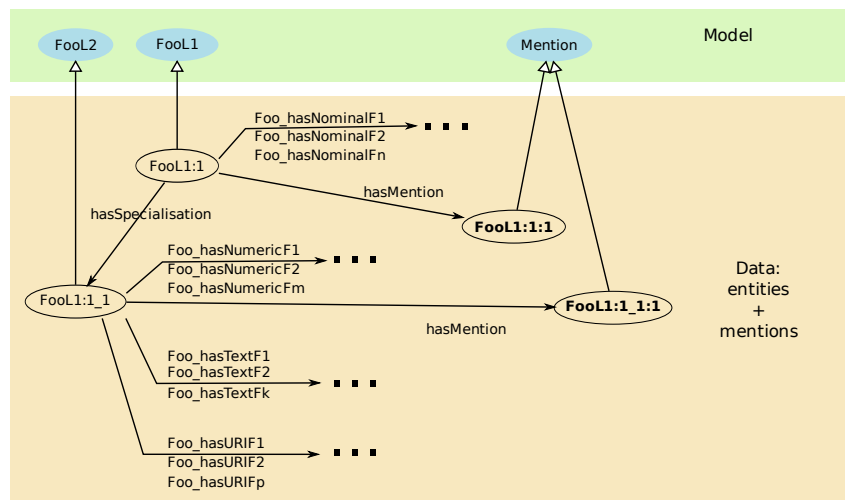 FooL2
FooL1
Mention
Model
Foo_hasNominalF1
Foo_hasNominalF2
Foo_hasNominalFn
FooL1:1
hasMention
hasSpecialisation
FooL1:1:1
Foo_hasNumericF1
Foo_hasNumericF2
Foo_hasNumericFm
FooL1:1_1
FooL1:1_1:1
hasMention
Data:
entities
+
mentions
Foo_hasTextF1
Foo_hasTextF2
Foo_hasTextFk
Foo_hasURIF1
Foo_hasURIF2
Foo_hasURIFp